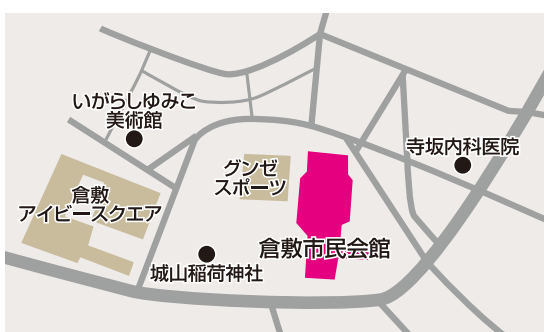 いがらしゆみこ
美術館
寺坂内科医院
グンゼ
スポーツ
倉敷
アイビースクエア
倉敷市民会館
城山稲荷神社